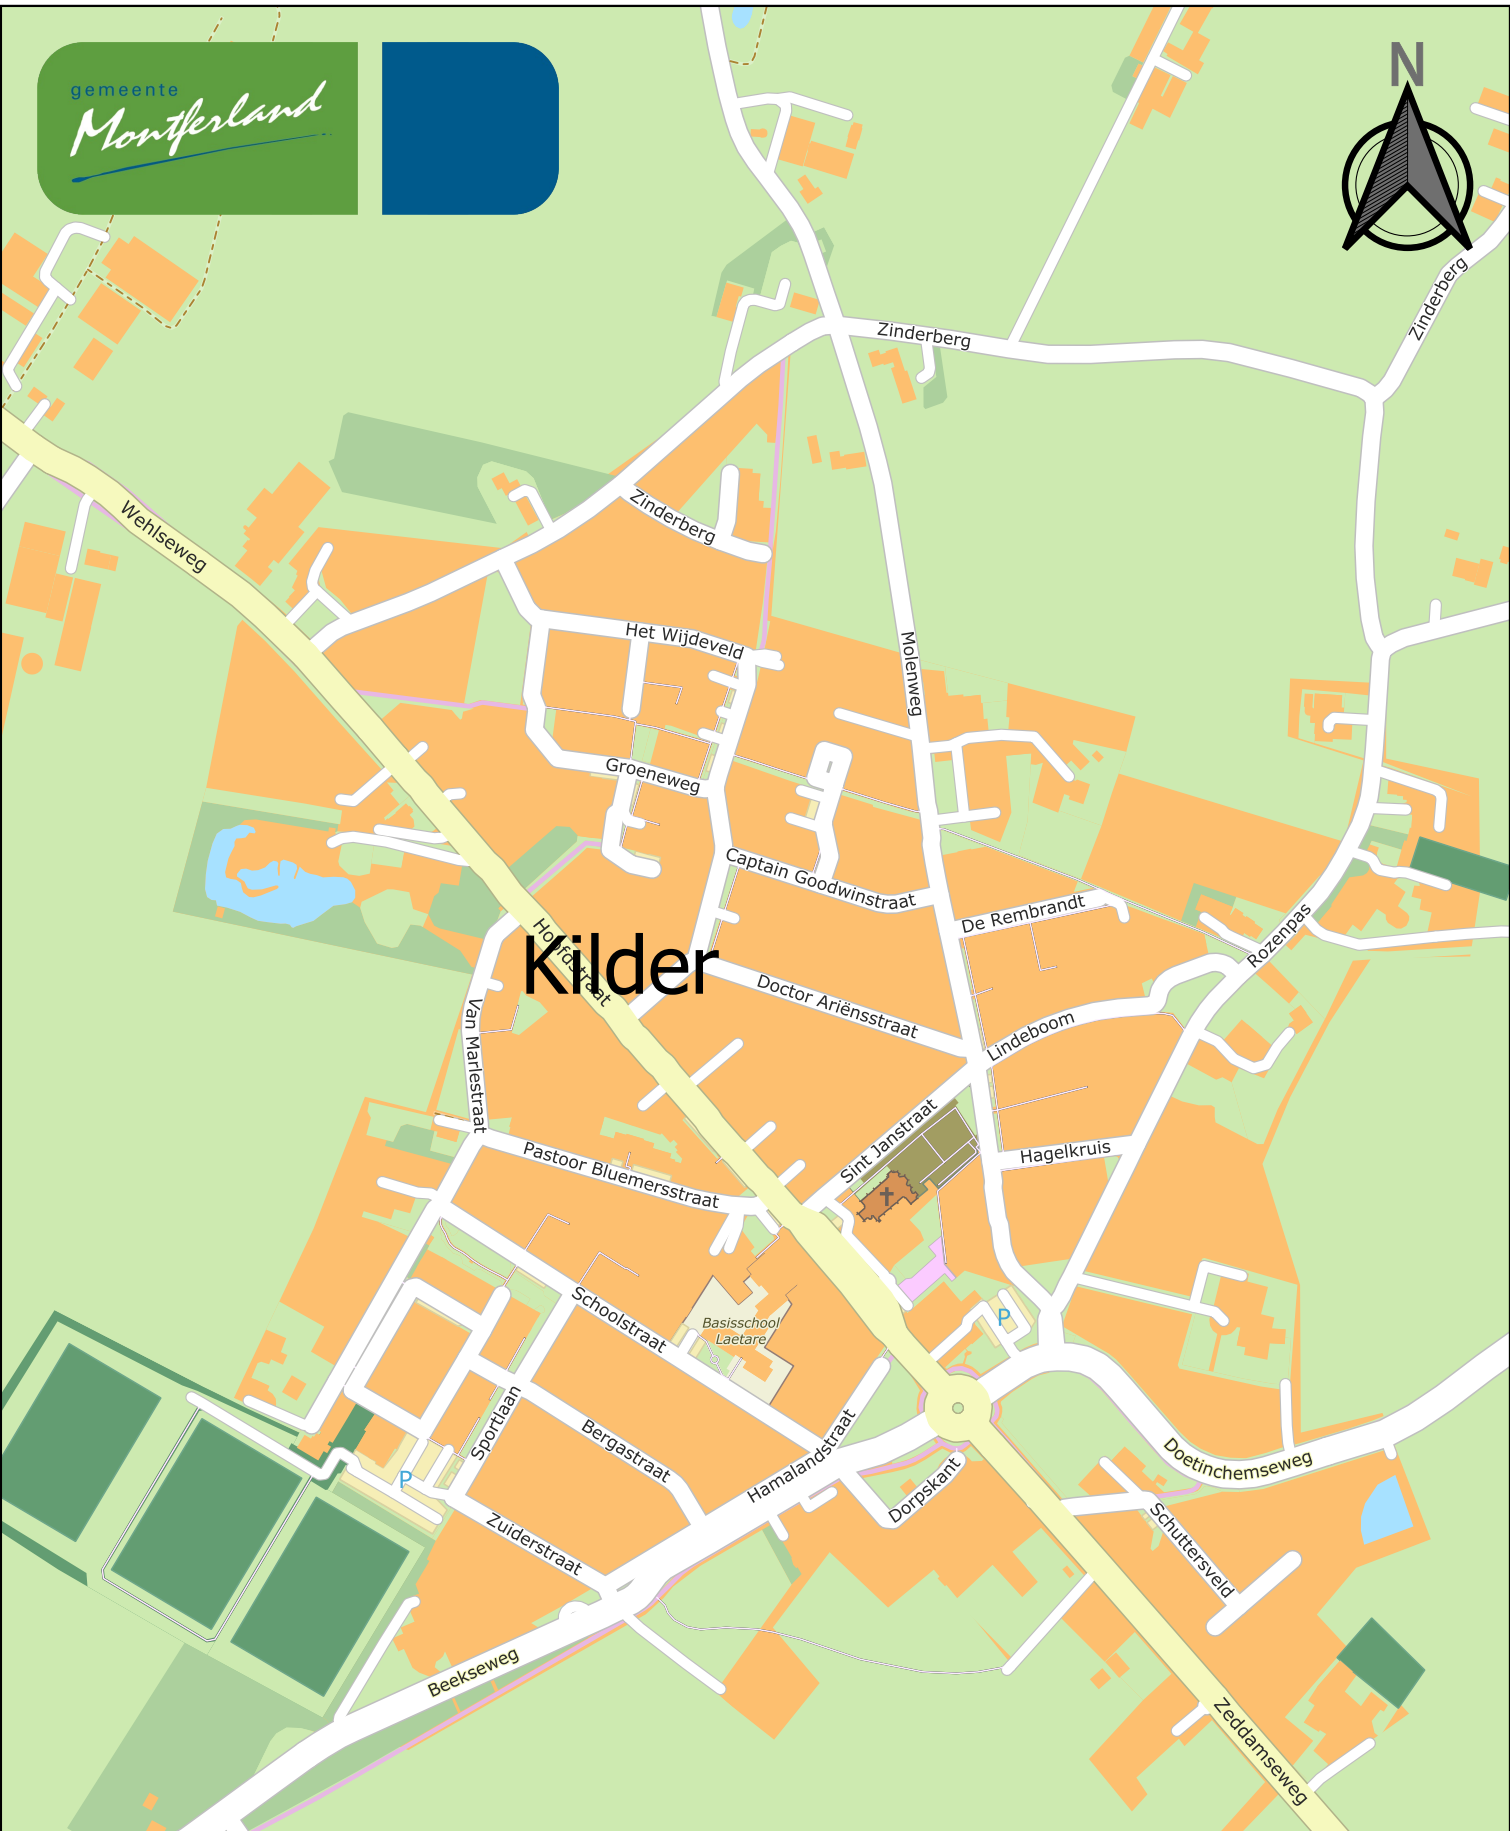 gemeente
Montferland
N
Zinderberg
Zinderberg
Zinderberg
Wehlseweg
Het Wijdeveld
Molenweg
Groeneweg
Captain Goodwinstraat
De Rembrandt
Rozenpas
Hoofdstraat
Kilder
Doctor Ariënsstraat
Van Marlestraat
Lindeboom
Sint Janstraat
Hagelkruis
Pastoor Bluemersstraat
Schoolstraat
Basisschool
Laetare
P
Sportlaan
Bergastraat
Hamalandstraat
P
Dorpskant
Doetinchemseweg
Zuiderstraat
Schuttersveld
Beekseweg
Zeddamseweg